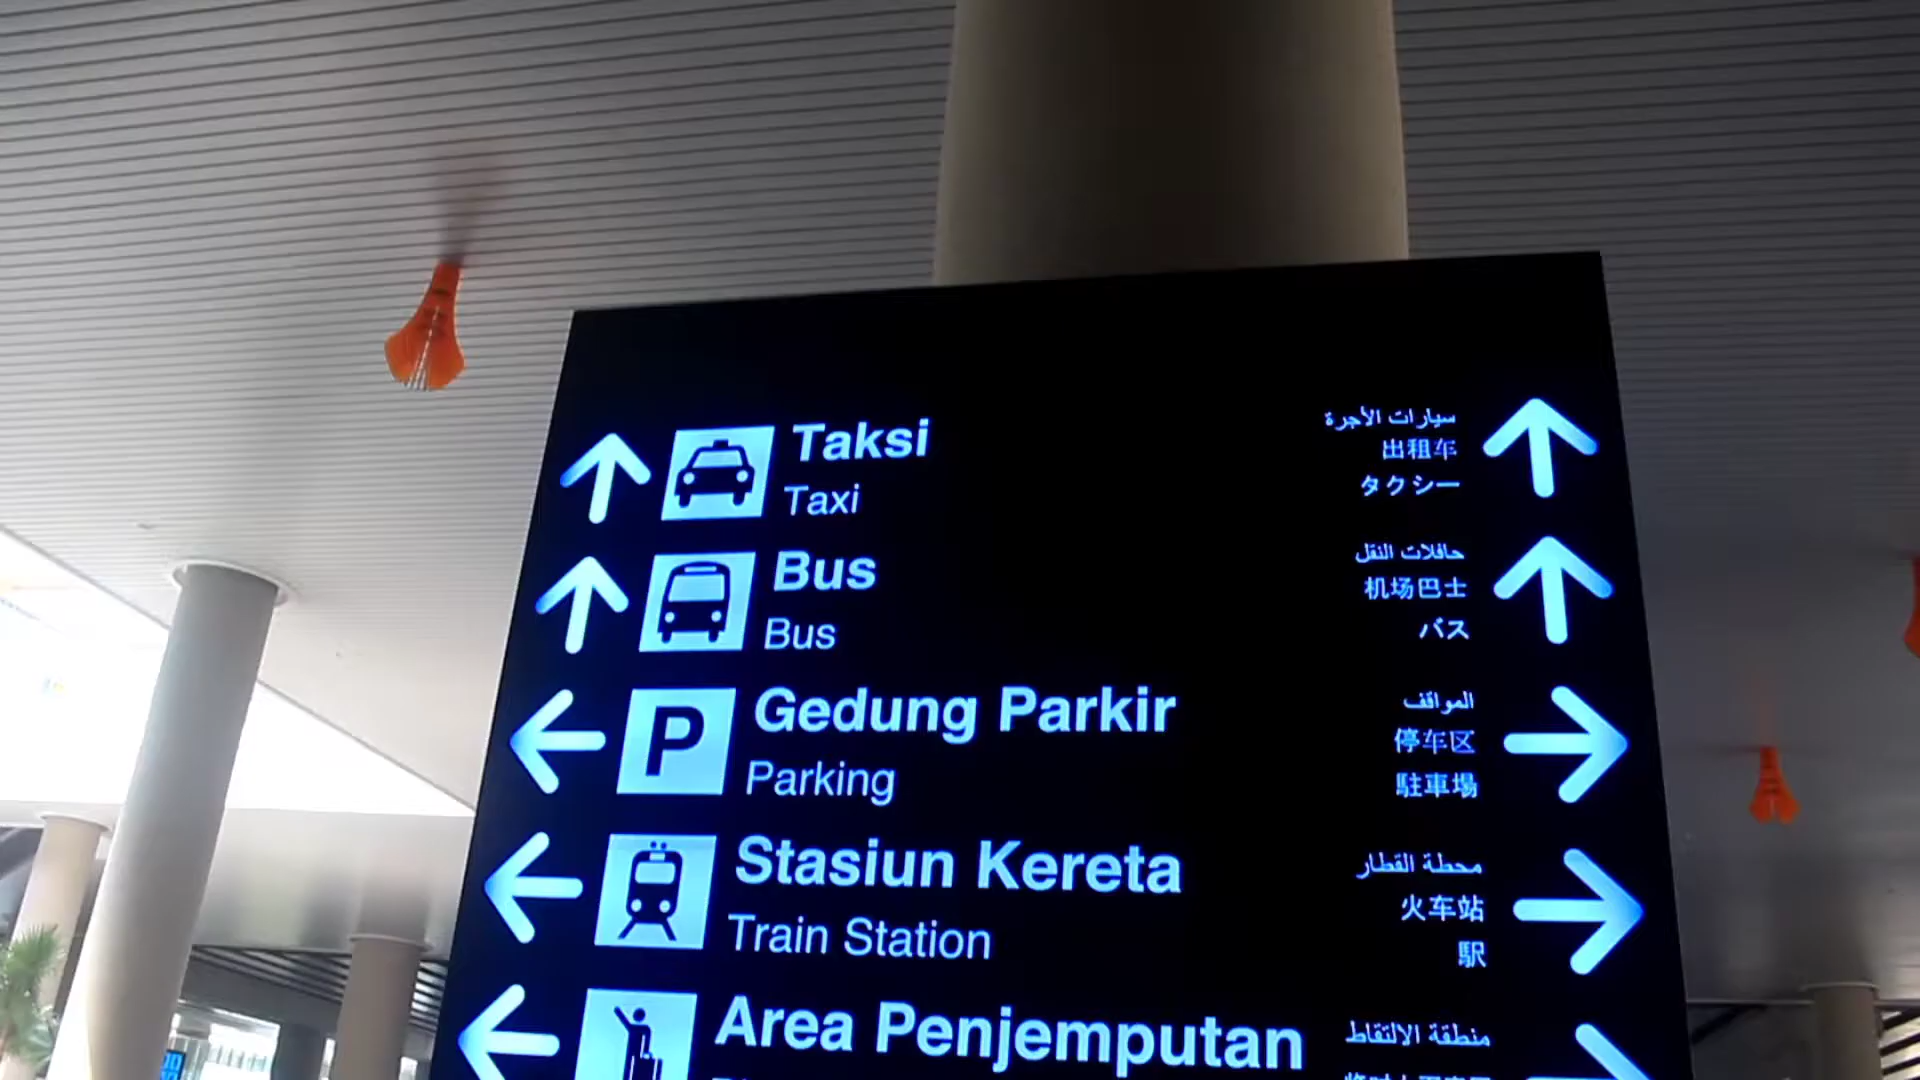 Taksi
Taxi
سيارات الأجرة
出租车
タクシー
Bus
Bus
حافلات النقل
机场巴士
バス
P
Gedung Parkir
Parking
المواقف
停车区
駐車場
Stasiun Kereta
Train Station
محطة القطار
火车站
駅
Area Penjemputan
منطقة الالتقاط